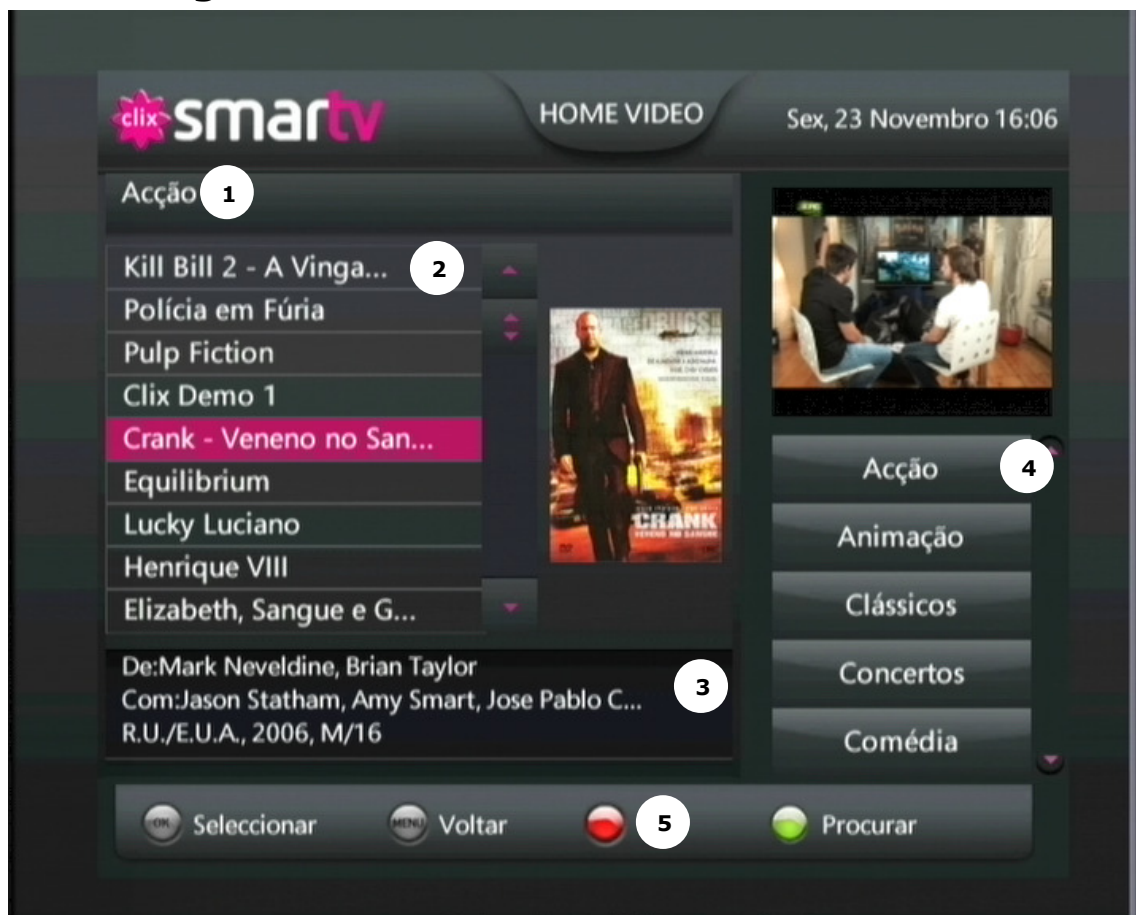 clix smartv
HOME VIDEO
Sex, 23 Novembro 16:06
Acção
1
Kill Bill 2 - A Vinga...
2
Polícia em Fúria
Pulp Fiction
Clix Demo 1
Crank - Veneno no San...
Equilibrium
Lucky Luciano
Henrique VIII
Elizabeth, Sangue e G...
CRANK
VENENO NO SANGUE
De:Mark Neveldine, Brian Taylor
Com:Jason Statham, Amy Smart, Jose Pablo C...
R.U./E.U.A., 2006, M/16
3
Acção
4
Animação
Clássicos
Concertos
Comédia
OK Seleccionar
MENU Voltar
5
Procurar